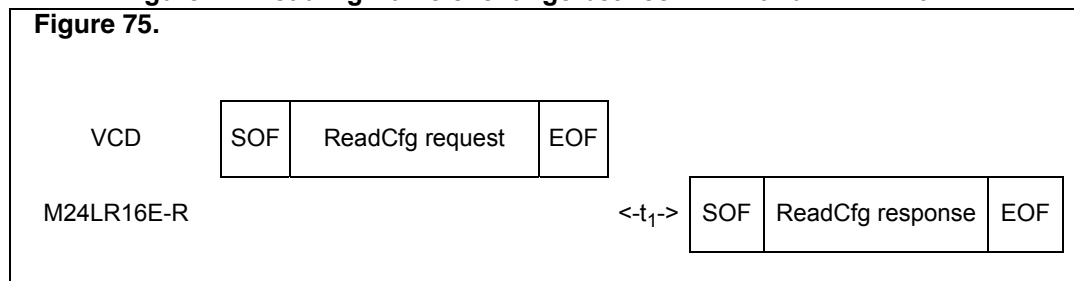 Figure 75.
VCD SOF ReadCfg request EOF
M24LR16E-R <-t₁-> SOF ReadCfg response EOF